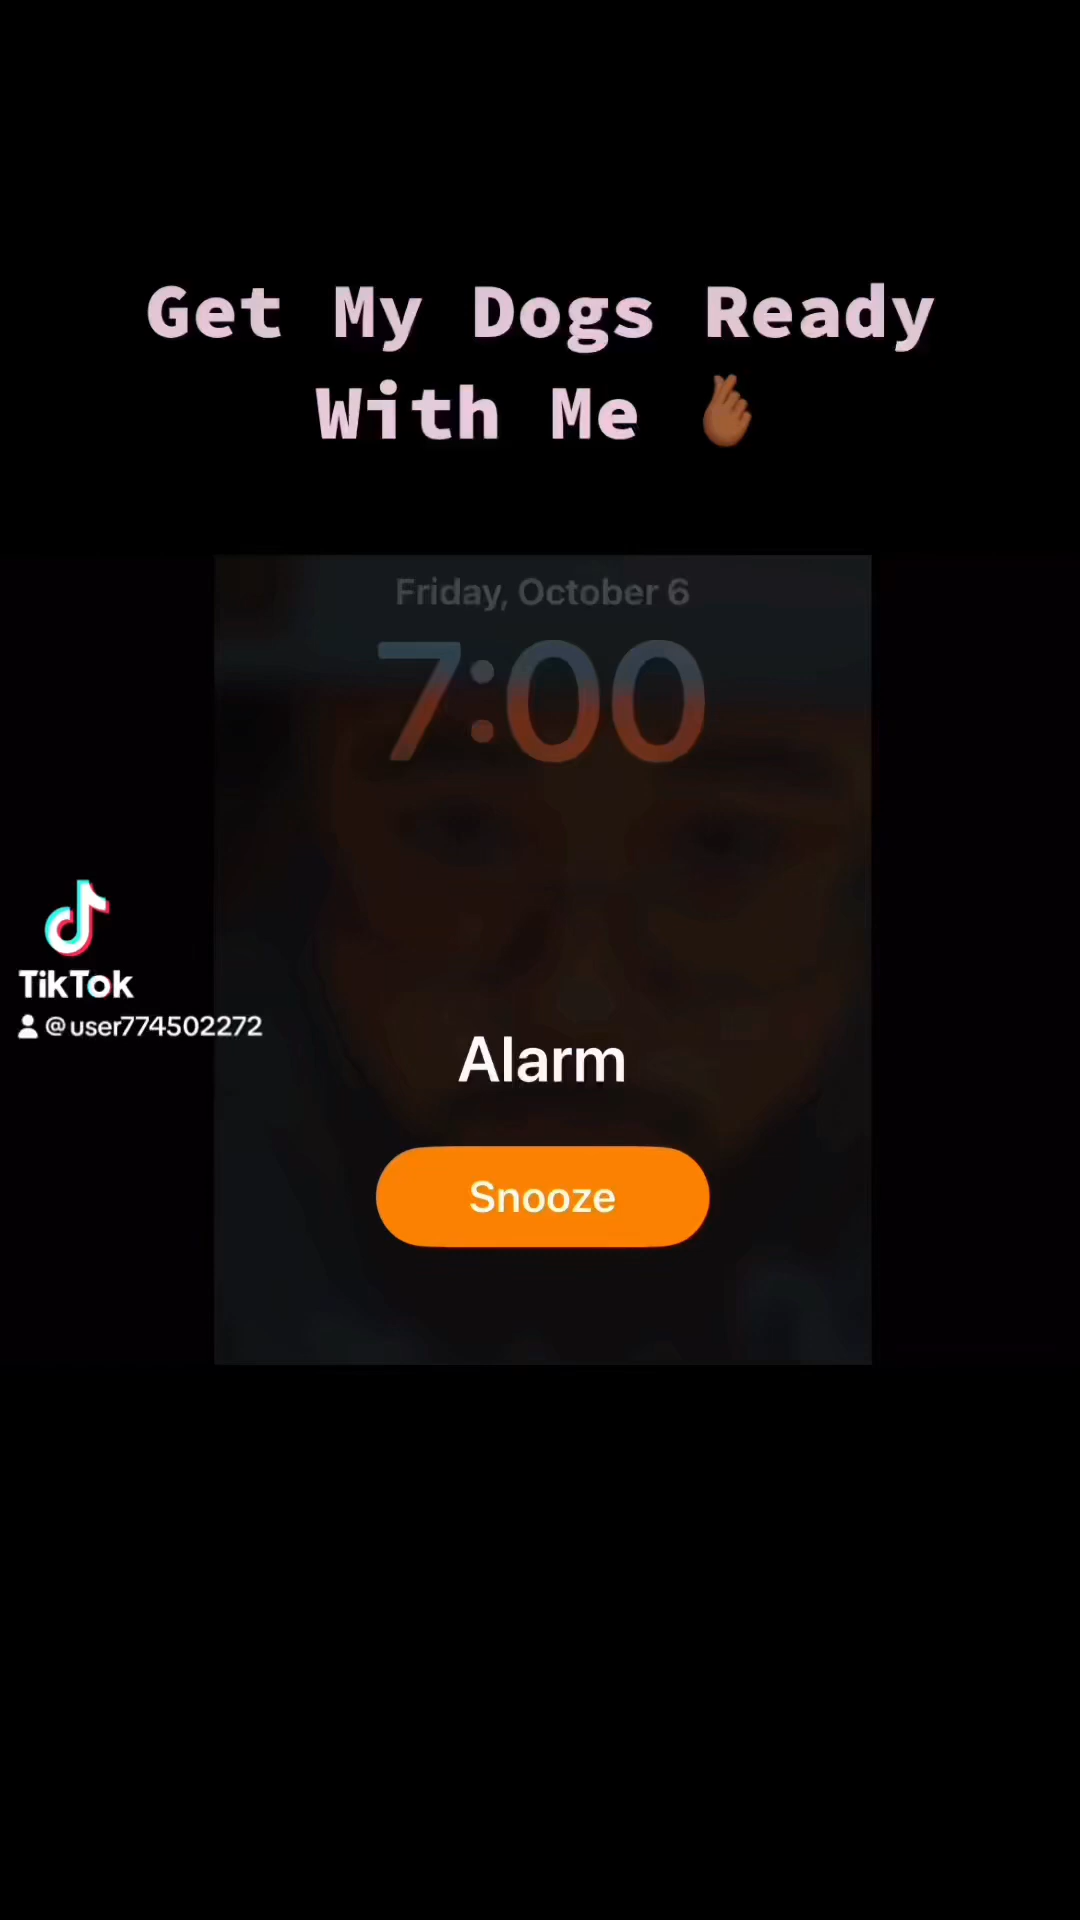 Get My Dogs Ready
With Me 🫰🏾
Friday, October 6
7:00
TikTok
@user774502272
Alarm
Snooze